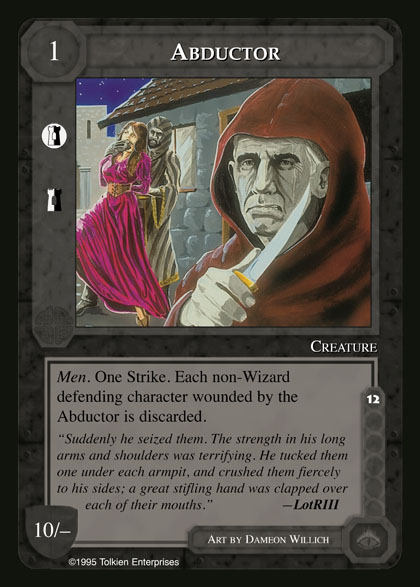 1
ABDUCTOR
CREATURE
Men. One Strike. Each non-Wizard
defending character wounded by the
Abductor is discarded.
12
“Suddenly he seized them. The strength in his long
arms and shoulders was terrifying. He tucked them
one under each armpit, and crushed them fiercely
to his sides; a great stifling hand was clapped over
each of their mouths.” —LotRIII
10/–
ART BY DAMEON WILLICH
©1995 Tolkien Enterprises